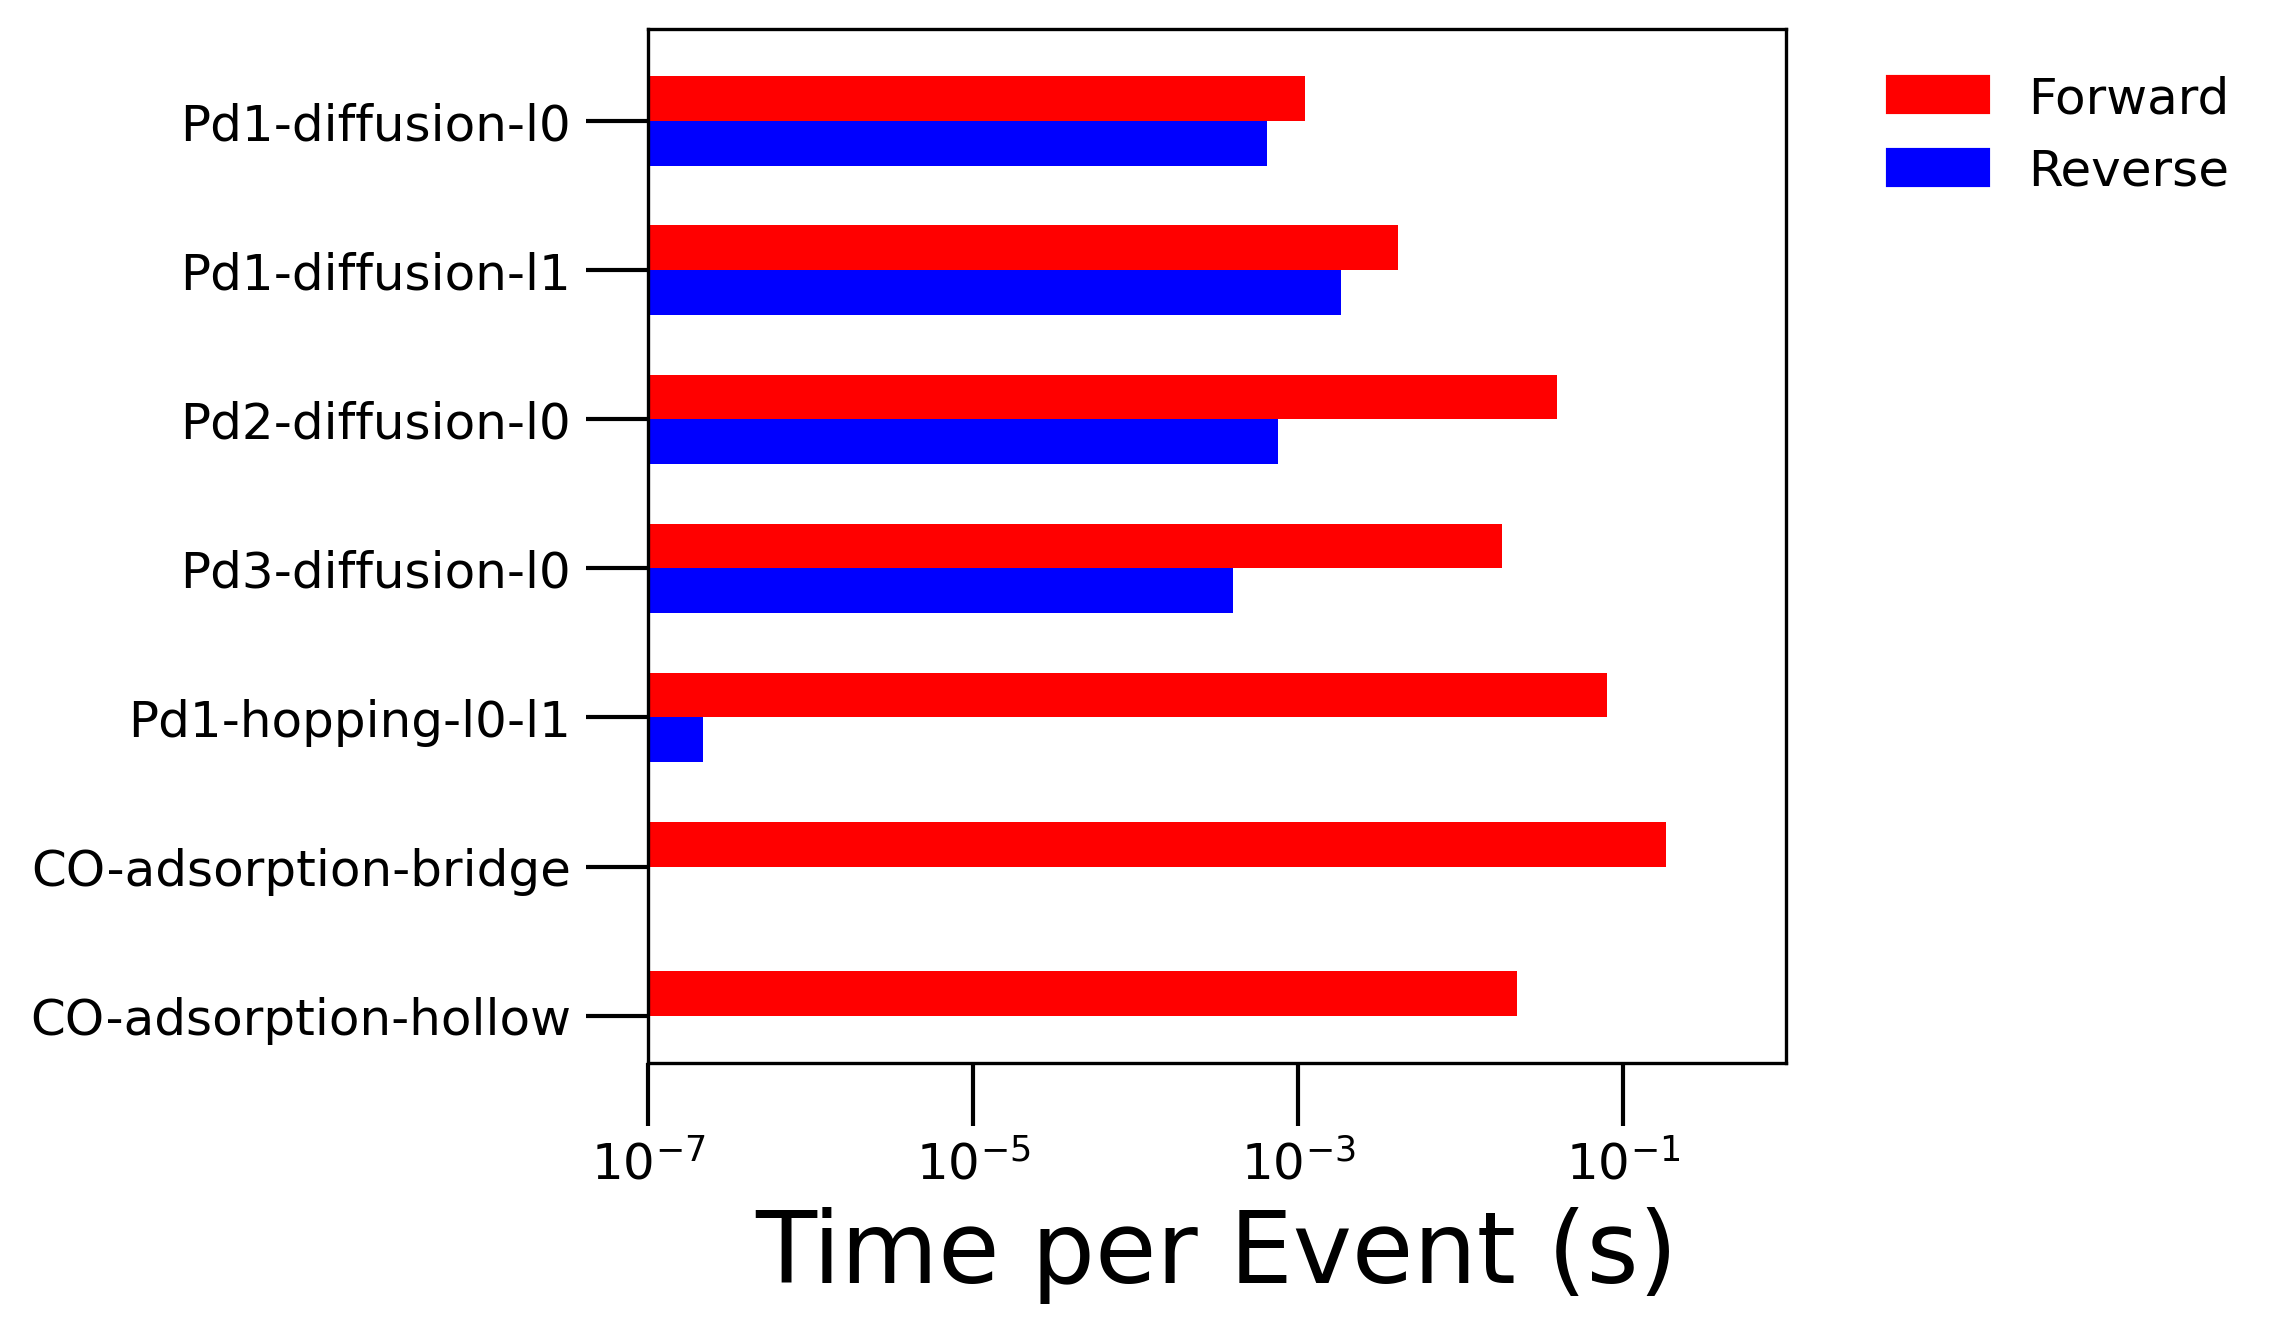 Pd1-diffusion-l0
Pd1-diffusion-l1
Pd2-diffusion-l0
Pd3-diffusion-l0
Pd1-hopping-l0-l1
CO-adsorption-bridge
CO-adsorption-hollow
10⁻⁷ 10⁻⁵ 10⁻³ 10⁻¹
Time per Event (s)
Forward
Reverse